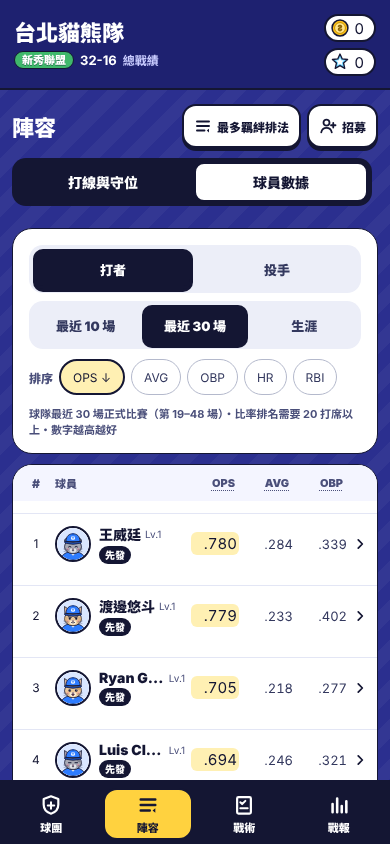 台北貓熊隊
0
新秀聯盟 32-16 總戰績
0
陣容
最多羈絆排法
招募
打線與守位
球員數據
打者
投手
最近 10 場
最近 30 場
生涯
排序 OPS ↓ AVG OBP HR RBI
球隊最近 30 場正式比賽（第 19–48 場）・比率排名需要 20 打席以
上・數字越高越好
# 球員 OPS AVG OBP
1 王威廷 Lv.1 .780 .284 .339
先發
2 渡邊悠斗 Lv.1 .779 .233 .402
先發
3 Ryan G... Lv.1 .705 .218 .277
先發
4 Luis Cl... Lv.1 .694 .246 .321
先發
球團 陣容 戰術 戰報